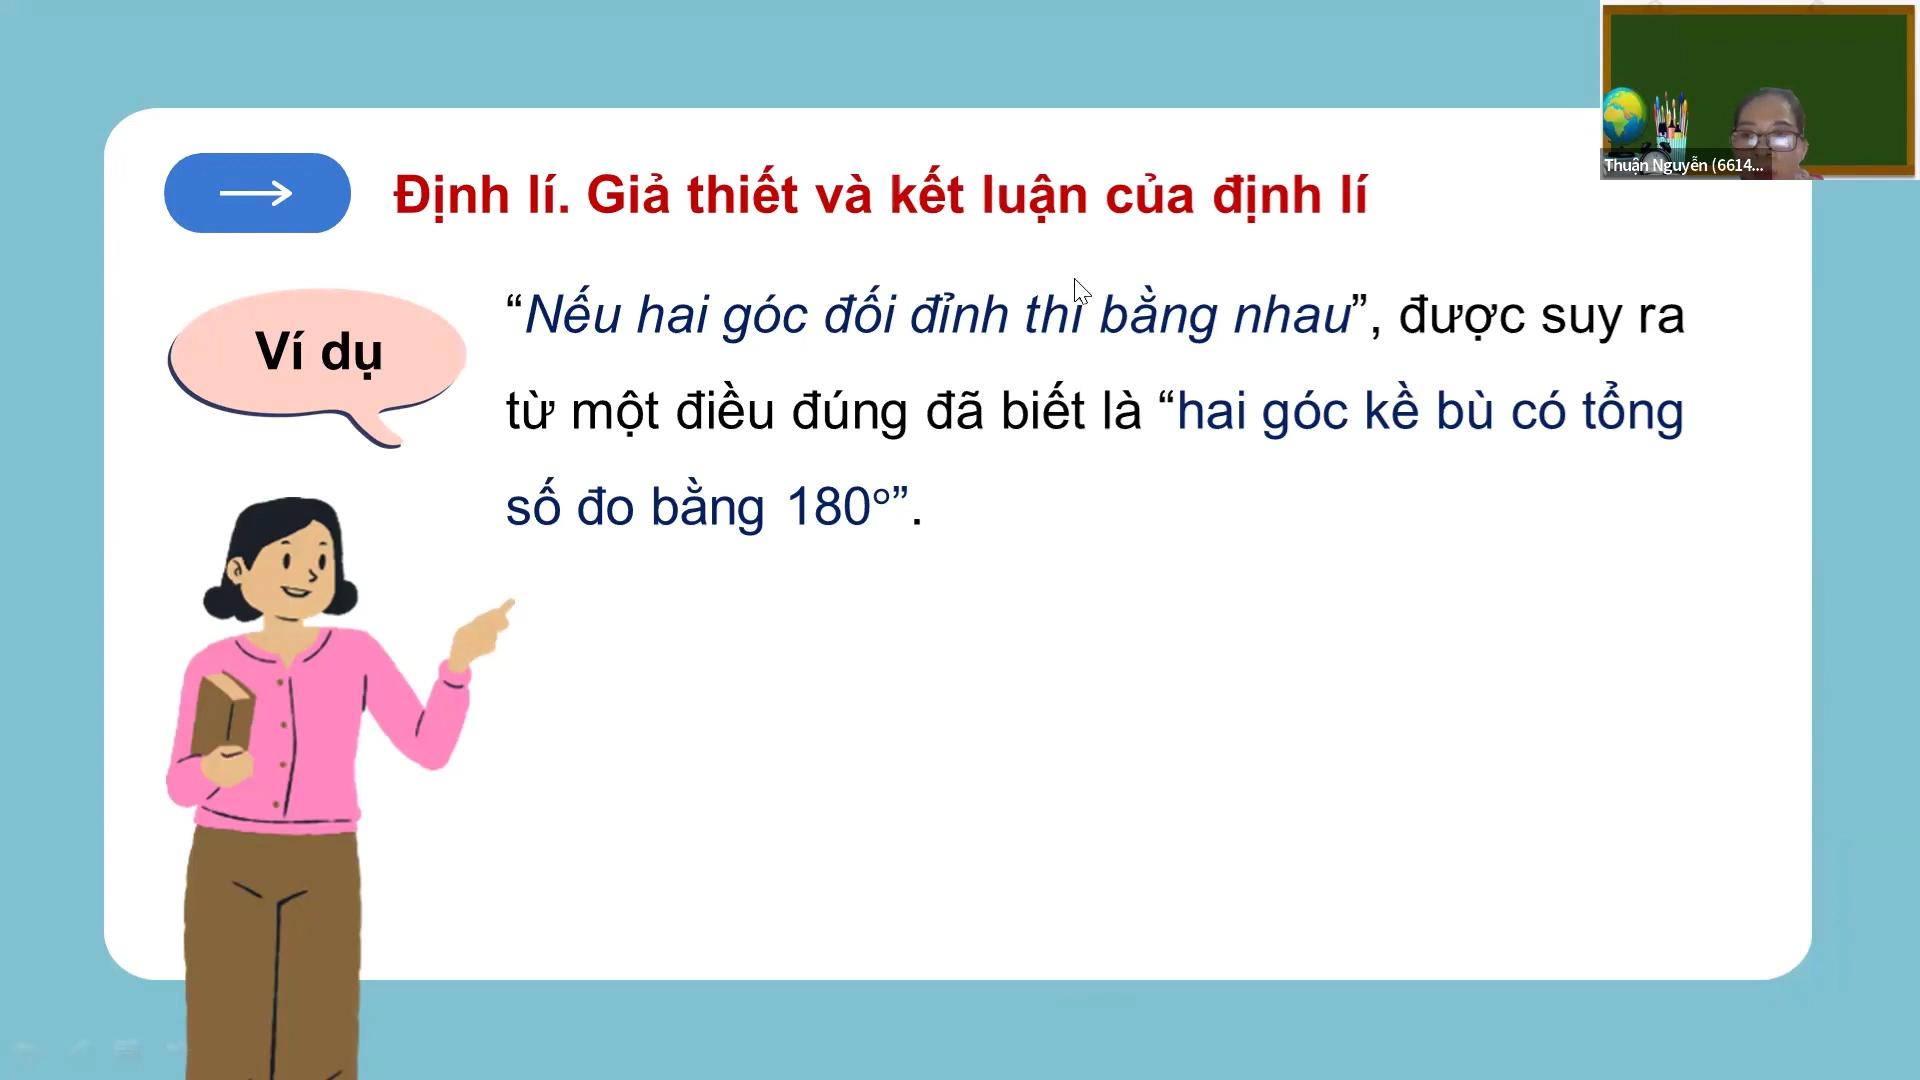 Thuận Nguyễn (6614...
Định lí. Giả thiết và kết luận của định lí
Ví dụ
“Nếu hai góc đối đỉnh thì bằng nhau”, được suy ra
từ một điều đúng đã biết là “hai góc kề bù có tổng
số đo bằng 180°”.